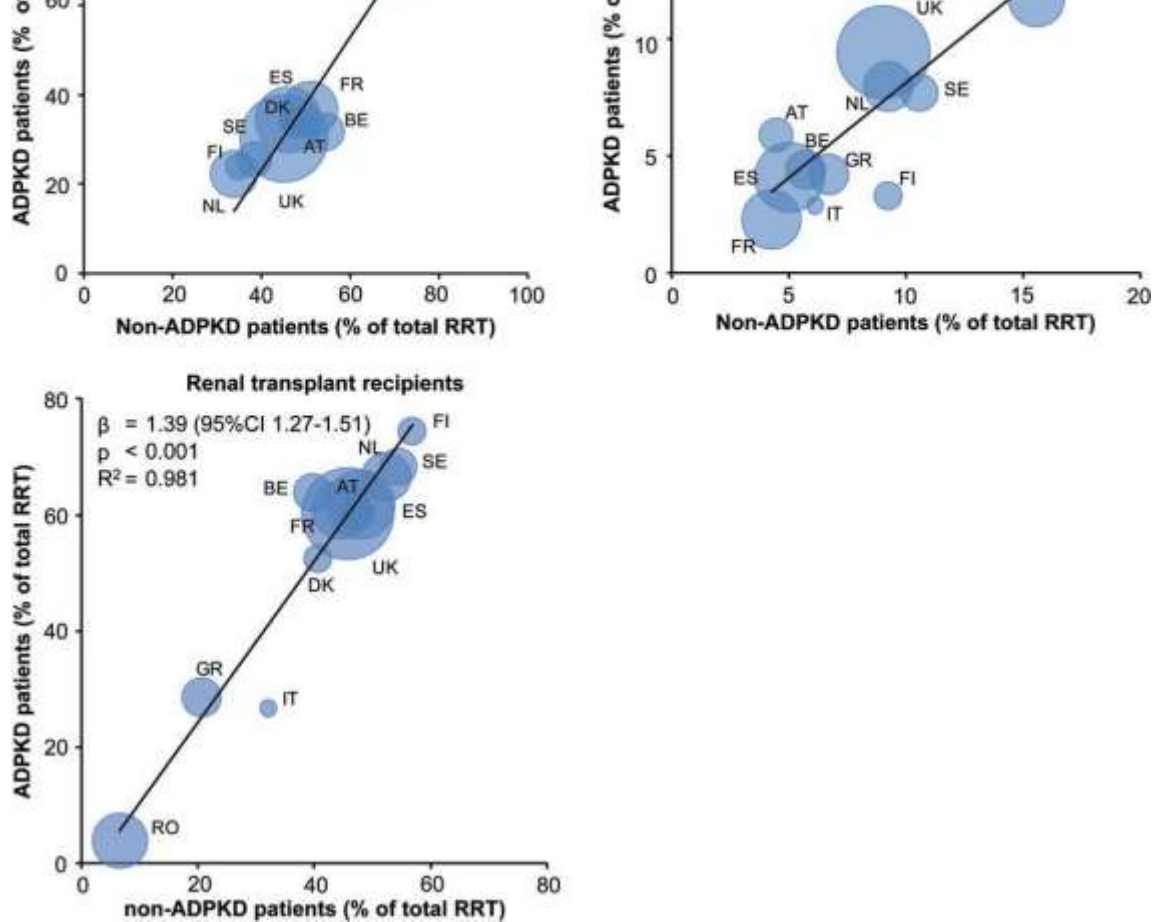 60
40
20
0
ADPKD patients (%
ES
FR
DK
BE
SE
AT
FI
NL
UK
0 20 40 60 80 100
Non-ADPKD patients (% of total RRT)
10
5
0
ADPKD patients (%
UK
NL
SE
AT
BE
GR
ES
FI
IT
FR
0 5 10 15 20
Non-ADPKD patients (% of total RRT)
Renal transplant recipients
β = 1.39 (95%CI 1.27-1.51)
p < 0.001
R² = 0.981
80
60
40
20
0
ADPKD patients (% of total RRT)
FI
NL
SE
BE
AT
ES
FR
UK
DK
GR
IT
RO
0 20 40 60 80
non-ADPKD patients (% of total RRT)